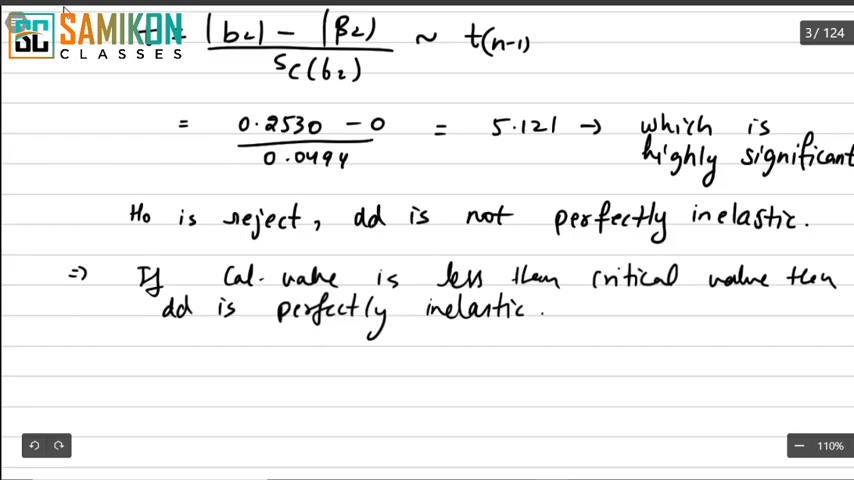 SC SAMIKON
CLASSES
3 / 124
t = |b2| - |β2| / Sc(b2) ~ t(n-1)
= 0.2530 - 0 / 0.0494 = 5.121 → which is
highly significant
Ho is reject, dd is not perfectly inelastic.
=) If Cal. value is less then critical value then
dd is perfectly inelastic.
110%